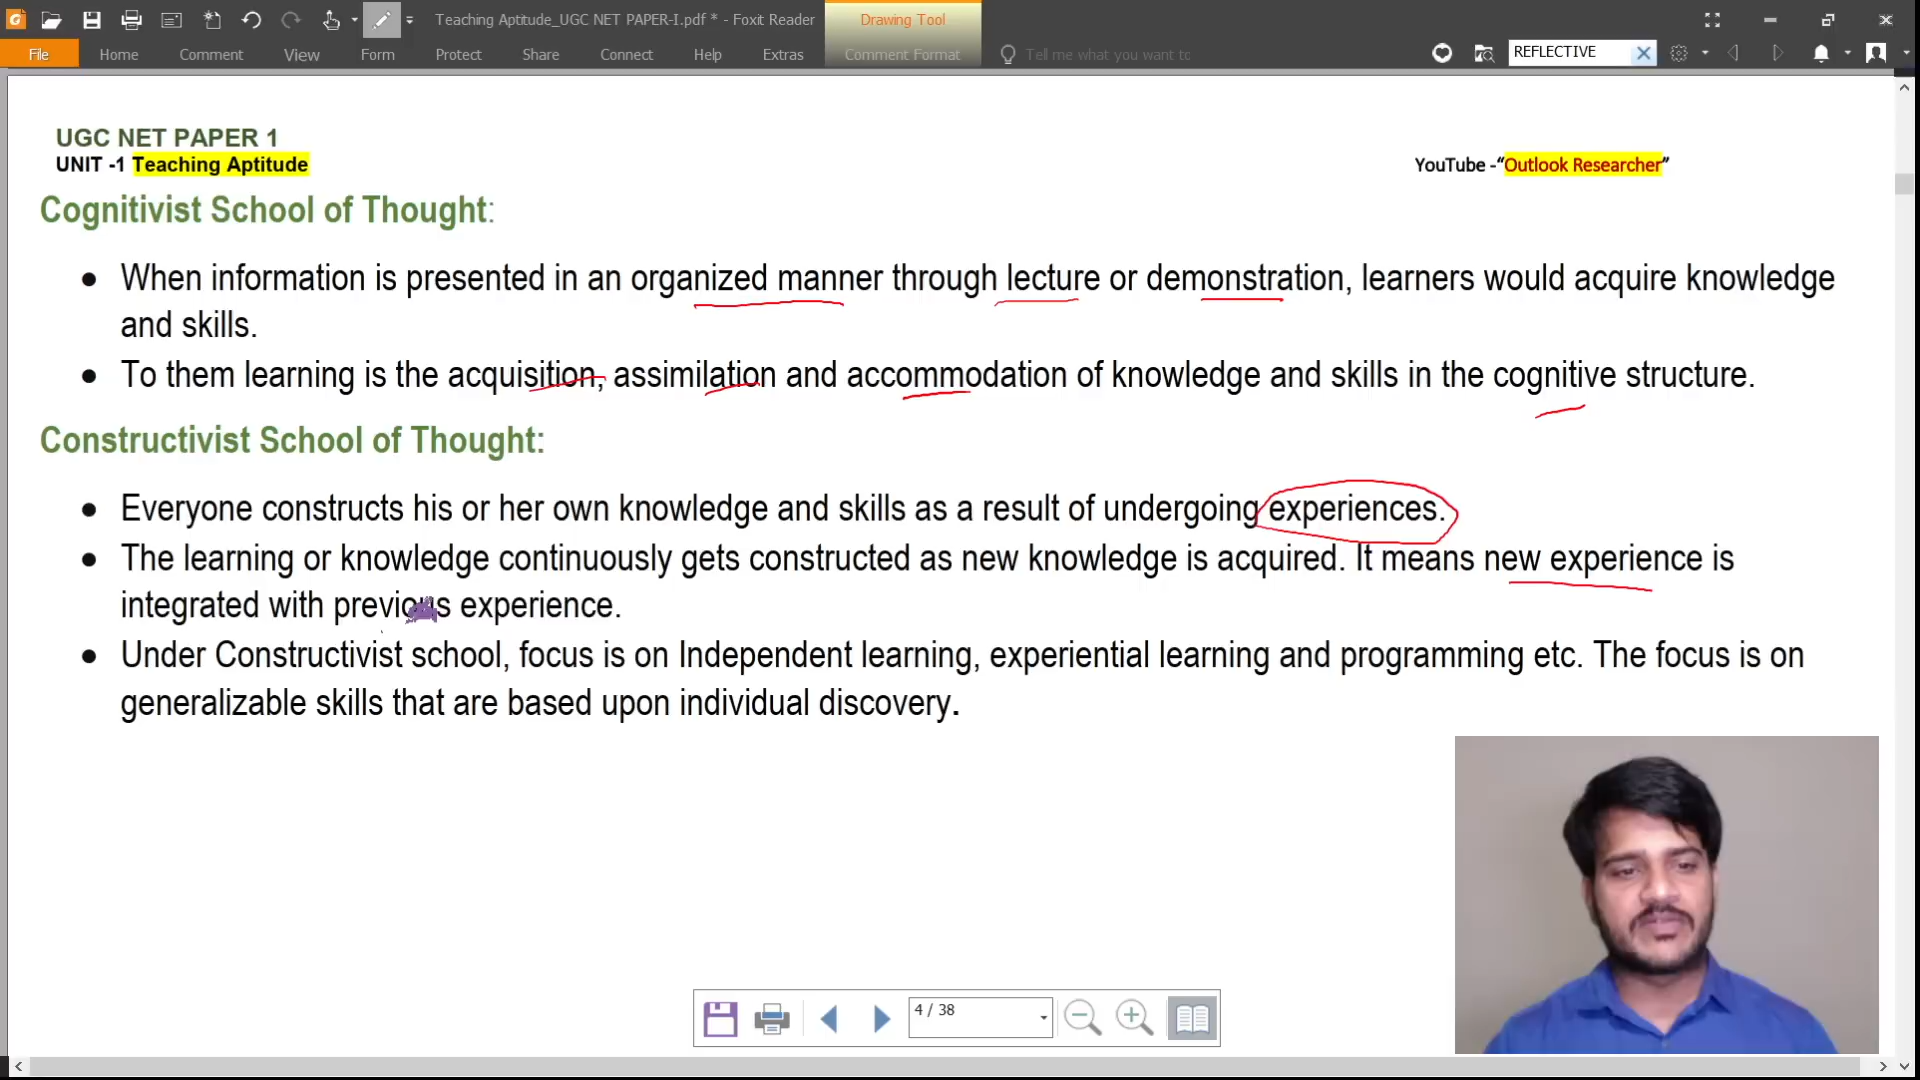 Teaching Aptitude_UGC NET PAPER-I.pdf * - Foxit Reader
Drawing Tool
File Home Comment View Form Protect Share Connect Help Extras Comment Format Tell me what you want to REFLECTIVE
UGC NET PAPER 1
UNIT -1 Teaching Aptitude
YouTube -“Outlook Researcher”
Cognitivist School of Thought:
● When information is presented in an organized manner through lecture or demonstration, learners would acquire knowledge
and skills.
● To them learning is the acquisition, assimilation and accommodation of knowledge and skills in the cognitive structure.
Constructivist School of Thought:
● Everyone constructs his or her own knowledge and skills as a result of undergoing experiences.
● The learning or knowledge continuously gets constructed as new knowledge is acquired. It means new experience is
integrated with previous experience.
● Under Constructivist school, focus is on Independent learning, experiential learning and programming etc. The focus is on
generalizable skills that are based upon individual discovery.
4 / 38